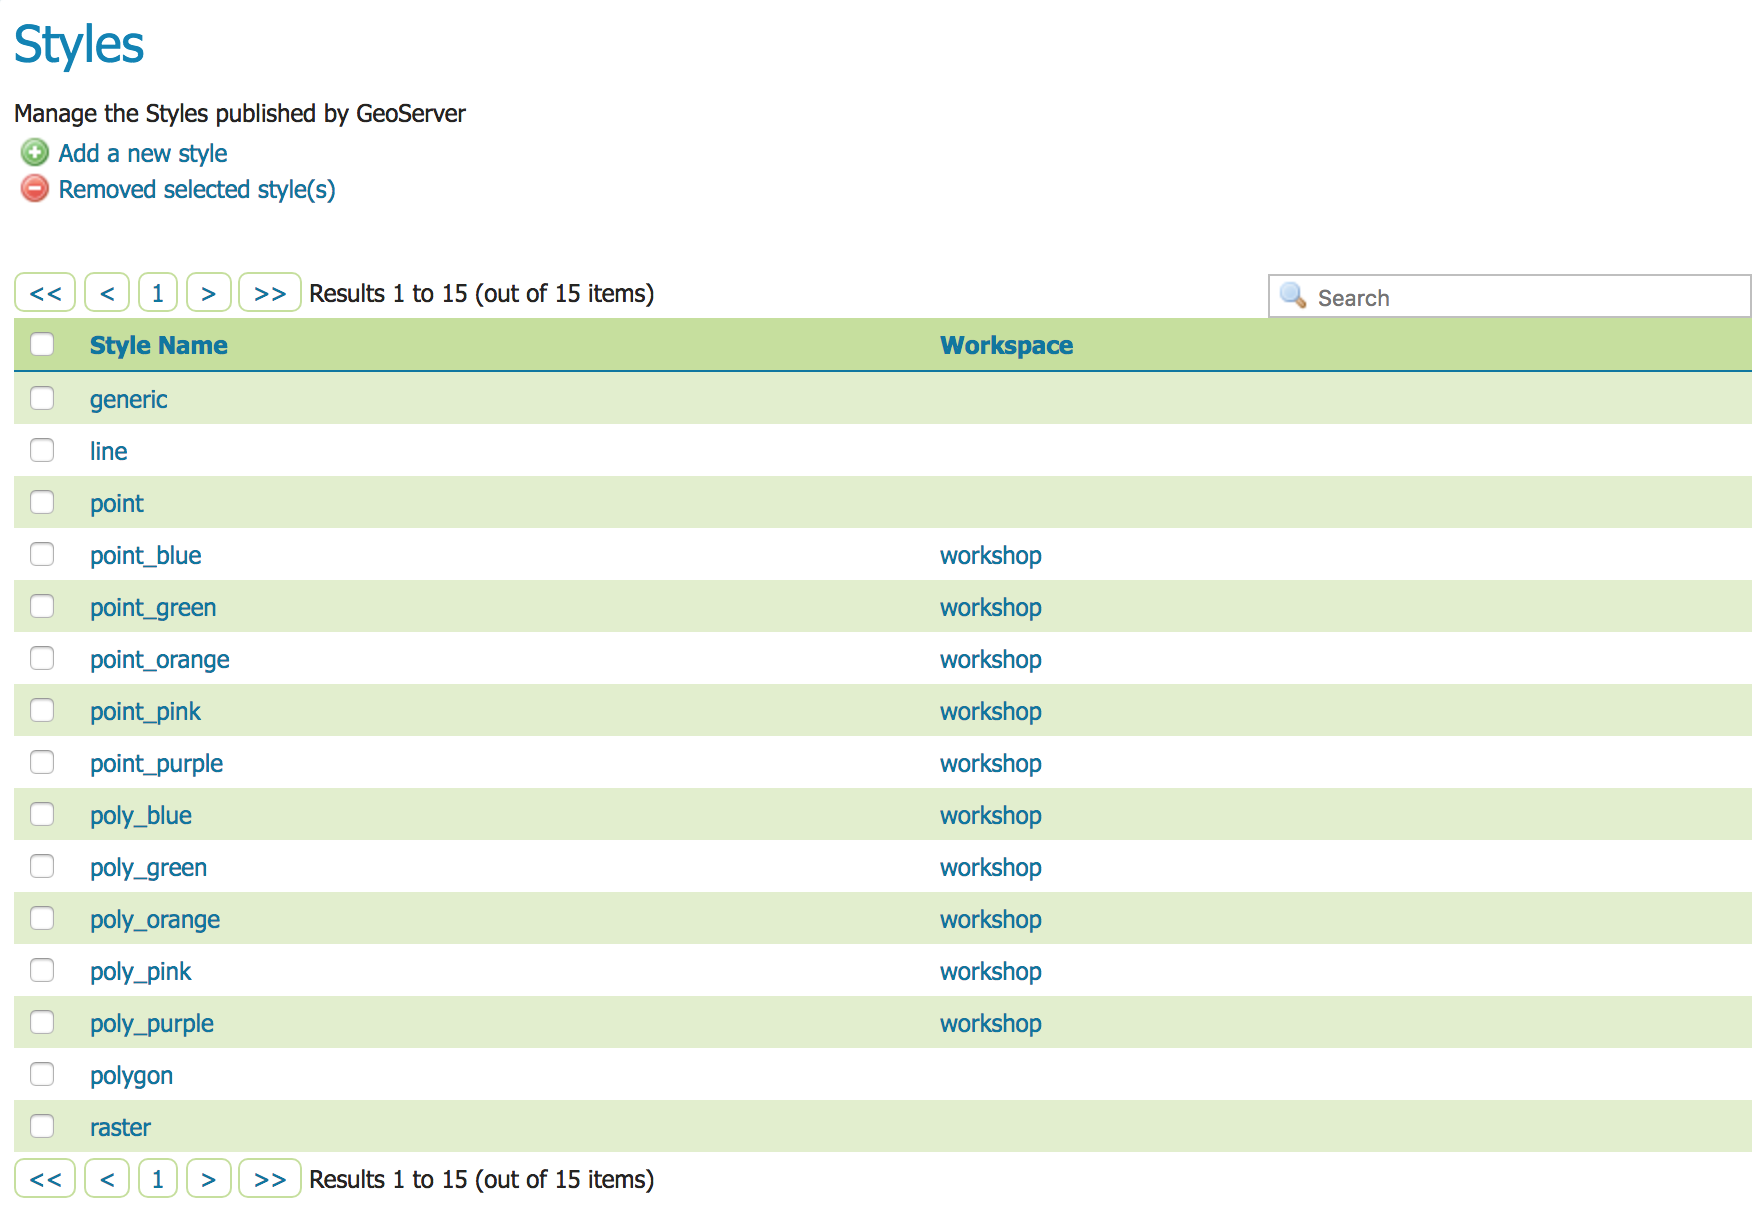 Styles
Manage the Styles published by GeoServer
Add a new style
Removed selected style(s)
<< < 1 > >> Results 1 to 15 (out of 15 items) Search
Style Name Workspace
generic
line
point
point_blue workshop
point_green workshop
point_orange workshop
point_pink workshop
point_purple workshop
poly_blue workshop
poly_green workshop
poly_orange workshop
poly_pink workshop
poly_purple workshop
polygon
raster
<< < 1 > >> Results 1 to 15 (out of 15 items)